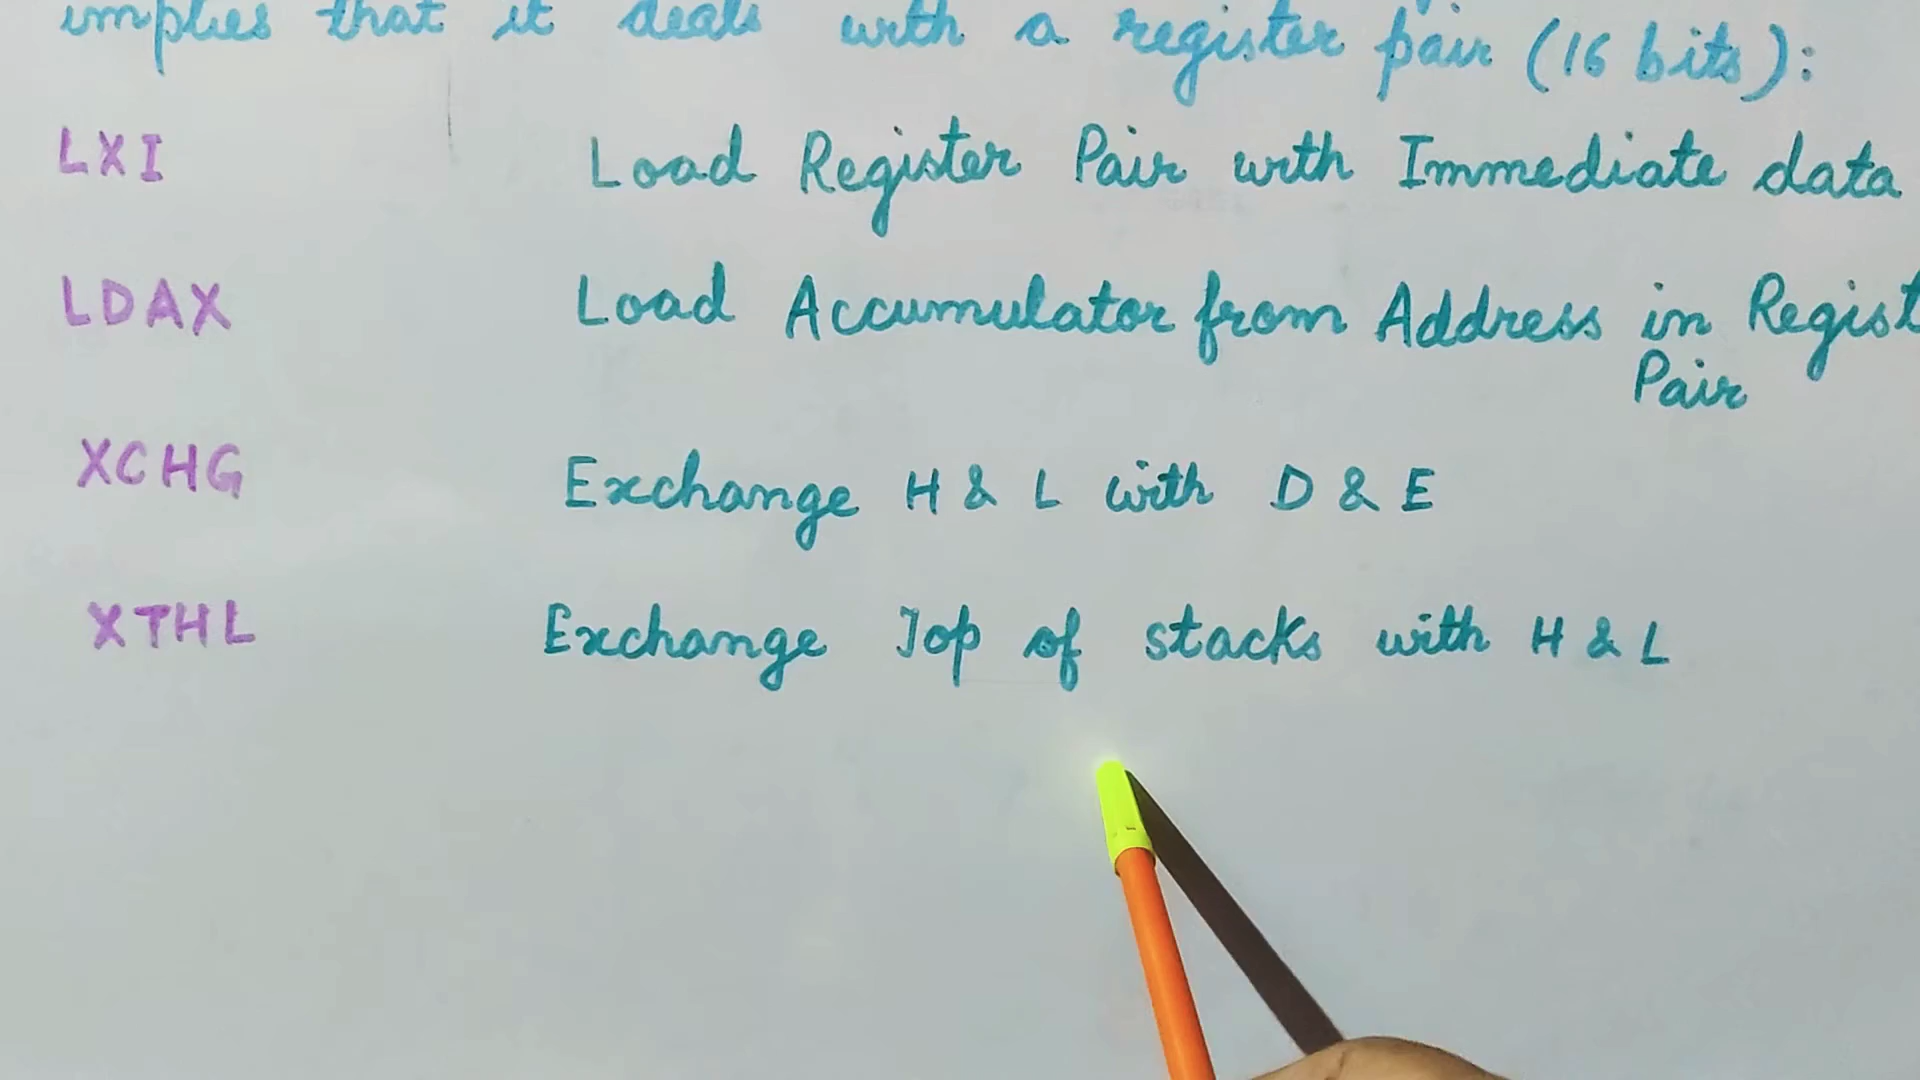 implies that it deals with a register pair (16 bits):
LXI Load Register Pair with Immediate data
LDAX Load Accumulator from Address in Regist
Pair
XCHG Exchange H & L with D & E
XTHL Exchange Top of stacks with H & L